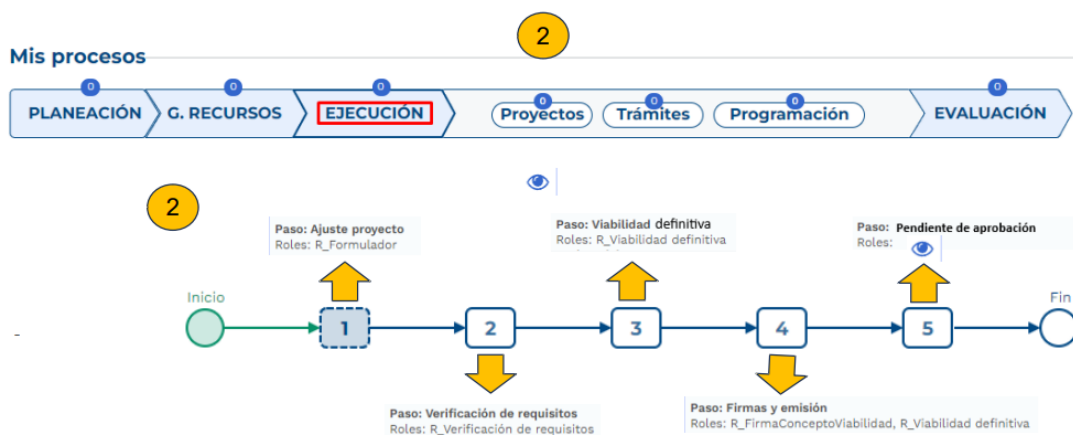 2
Mis procesos
0 0 0 0 0 0 0
PLANEACIÓN G. RECURSOS EJECUCIÓN Proyectos Trámites Programación EVALUACIÓN
2
Paso: Ajuste proyecto
Roles: R_Formulador
Paso: Viabilidad definitiva
Roles: R_Viabilidad definitiva
Paso: Pendiente de aprobación
Roles:
Inicio
Fin
-
1 2 3 4 5
Paso: Verificación de requisitos
Roles: R_Verificación de requisitos
Paso: Firmas y emisión
Roles: R_FirmaConceptoViabilidad, R_Viabilidad definitiva